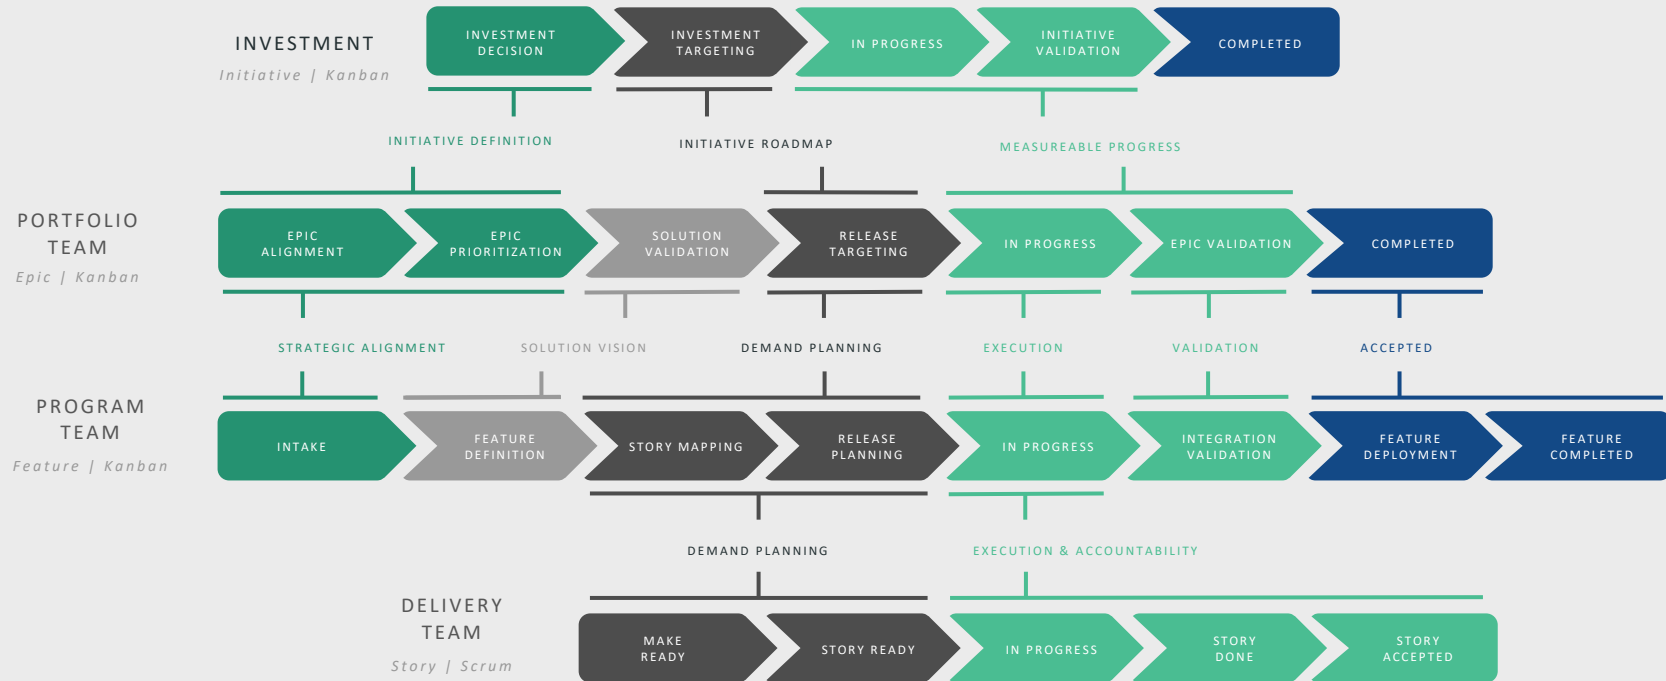 INVESTMENT
Initiative | Kanban
INVESTMENT
DECISION
INVESTMENT
TARGETING
IN PROGRESS
INITIATIVE
VALIDATION
COMPLETED
INITIATIVE DEFINITION
INITIATIVE ROADMAP
MEASUREABLE PROGRESS
PORTFOLIO
TEAM
Epic | Kanban
EPIC
ALIGNMENT
EPIC
PRIORITIZATION
SOLUTION
VALIDATION
RELEASE
TARGETING
IN PROGRESS
EPIC VALIDATION
COMPLETED
STRATEGIC ALIGNMENT
SOLUTION VISION
DEMAND PLANNING
EXECUTION
VALIDATION
ACCEPTED
PROGRAM
TEAM
Feature | Kanban
INTAKE
FEATURE
DEFINITION
STORY MAPPING
RELEASE
PLANNING
IN PROGRESS
INTEGRATION
VALIDATION
FEATURE
DEPLOYMENT
FEATURE
COMPLETED
DEMAND PLANNING
EXECUTION & ACCOUNTABILITY
DELIVERY
TEAM
Story | Scrum
MAKE
READY
STORY READY
IN PROGRESS
STORY
DONE
STORY
ACCEPTED